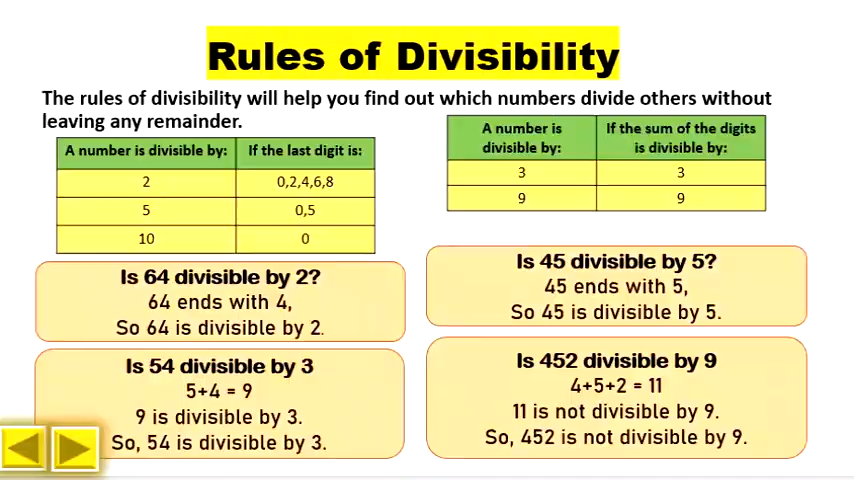 Rules of Divisibility
The rules of divisibility will help you find out which numbers divide others without
leaving any remainder.
A number is divisible by: If the last digit is:
2 0,2,4,6,8
5 0,5
10 0
A number is divisible by: If the sum of the digits is divisible by:
3 3
9 9
Is 64 divisible by 2?
64 ends with 4,
So 64 is divisible by 2.
Is 45 divisible by 5?
45 ends with 5,
So 45 is divisible by 5.
Is 54 divisible by 3
5+4 = 9
9 is divisible by 3.
So, 54 is divisible by 3.
Is 452 divisible by 9
4+5+2 = 11
11 is not divisible by 9.
So, 452 is not divisible by 9.